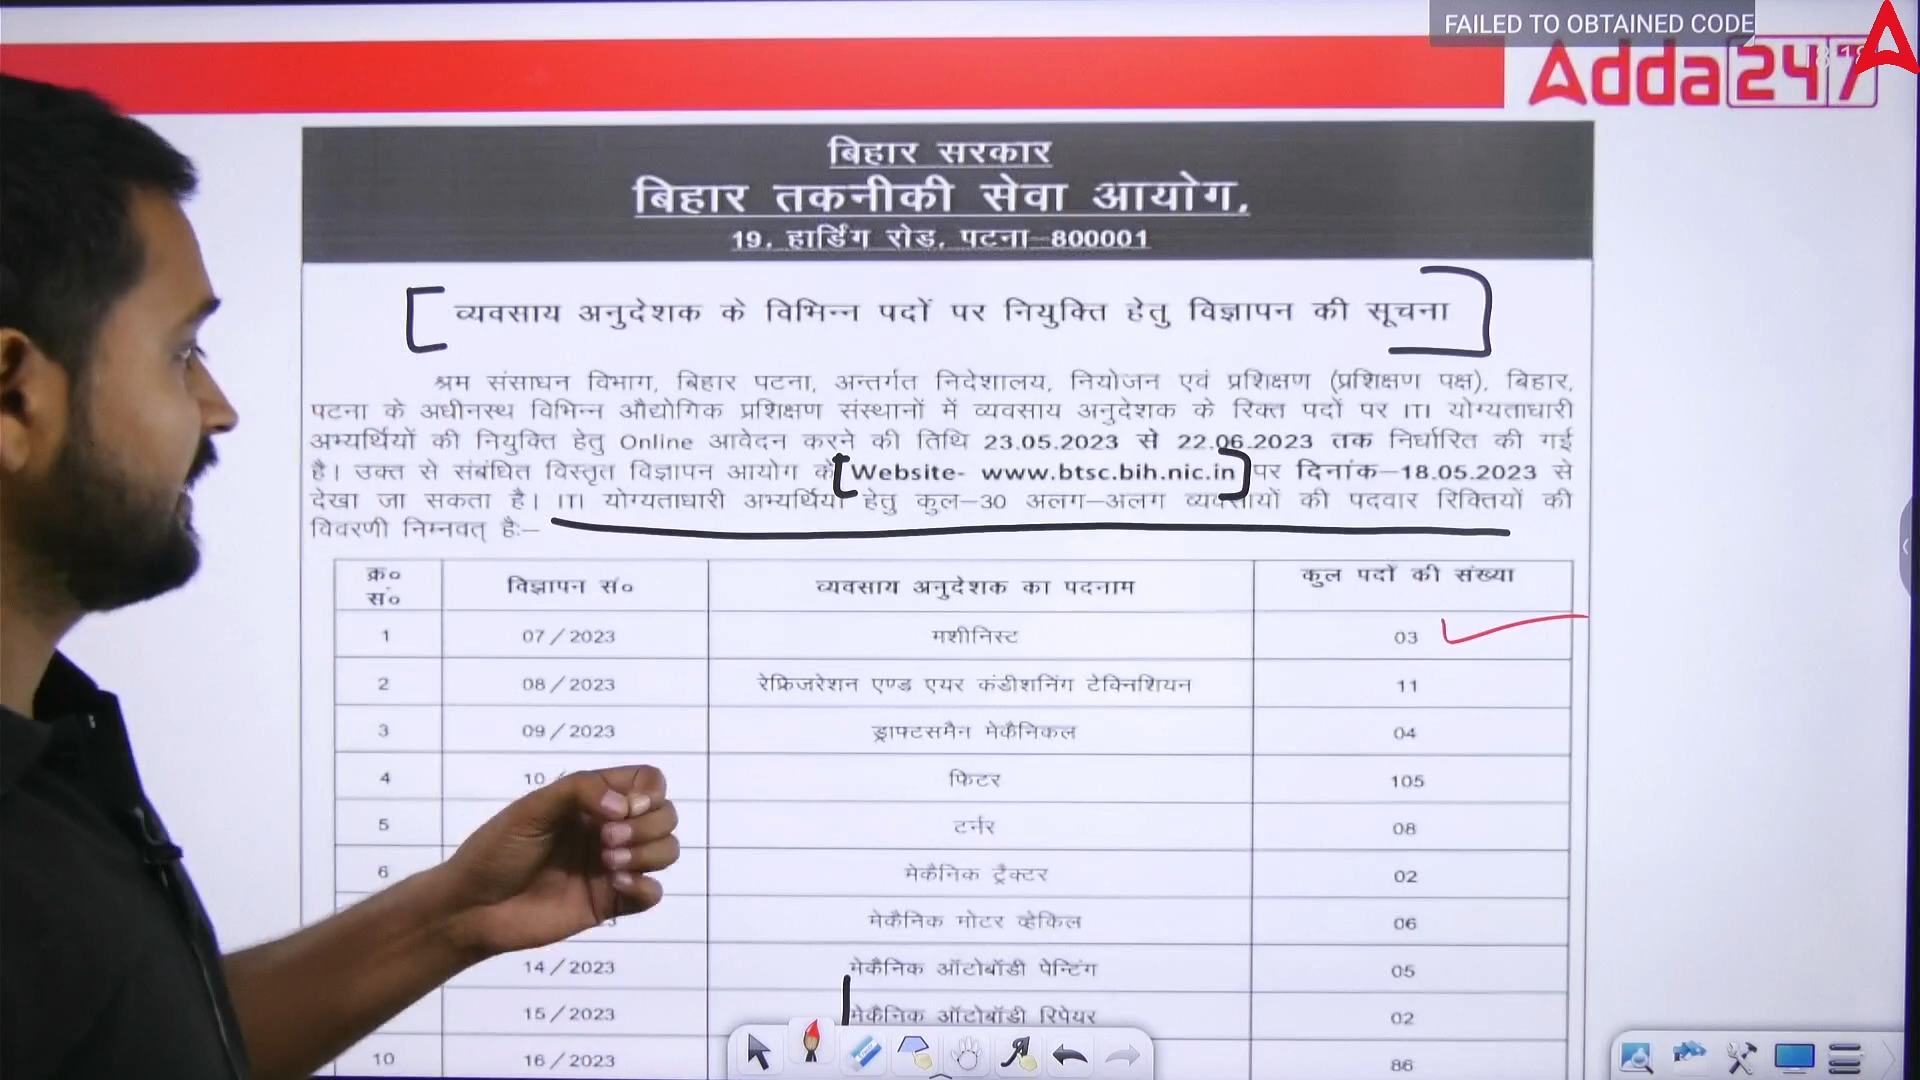 FAILED TO OBTAINED CODE
Adda247
बिहार सरकार
बिहार तकनीकी सेवा आयोग,
19, हार्डिंग रोड, पटना-800001
व्यवसाय अनुदेशक के विभिन्न पदों पर नियुक्ति हेतु विज्ञापन की सूचना
श्रम संसाधन विभाग, बिहार पटना, अन्तर्गत निदेशालय, नियोजन एवं प्रशिक्षण (प्रशिक्षण पक्ष), बिहार,
पटना के अधीनस्थ विभिन्न औद्योगिक प्रशिक्षण संस्थानों में व्यवसाय अनुदेशक के रिक्त पदों पर ITI योग्यताधारी
अभ्यर्थियों की नियुक्ति हेतु Online आवेदन करने की तिथि 23.05.2023 से 22.06.2023 तक निर्धारित की गई
है। उक्त से संबंधित विस्तृत विज्ञापन आयोग के Website- www.btsc.bih.nic.in पर दिनांक-18.05.2023 से
देखा जा सकता है। ITI योग्यताधारी अभ्यर्थियों हेतु कुल-30 अलग-अलग व्यवसायों की पदवार रिक्तियों की
विवरणी निम्नवत् है:-
क्र० सं० विज्ञापन सं० व्यवसाय अनुदेशक का पदनाम कुल पदों की संख्या
1 07/2023 मशीनिस्ट 03
2 08/2023 रेफ्रिजरेशन एण्ड एयर कंडीशनिंग टेक्निशियन 11
3 09/2023 ड्राफ्टसमैन मेकैनिकल 04
4 10 फिटर 105
5 टर्नर 08
6 मेकैनिक ट्रैक्टर 02
मेकैनिक मोटर व्हेकिल 06
14/2023 मेकैनिक ऑटोबॉडी पेन्टिंग 05
15/2023 मेकैनिक ऑटोबॉडी रिपेयर 02
10 16/2023 86